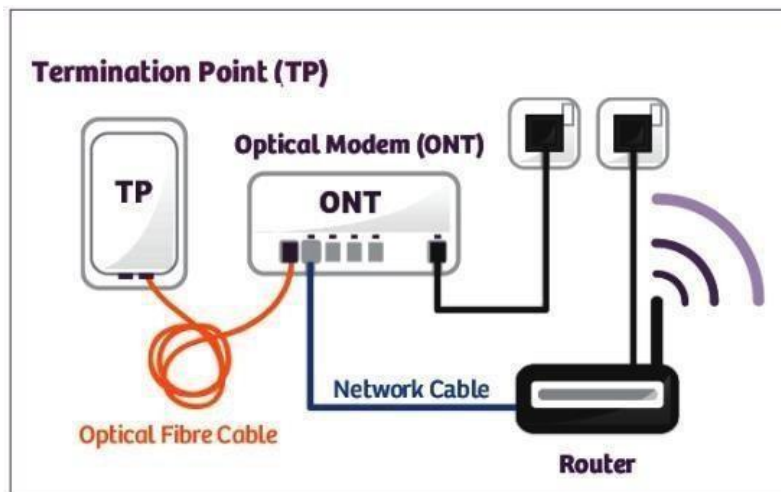 Termination Point (TP)
Optical Modem (ONT)
TP
ONT
Network Cable
Optical Fibre Cable
Router